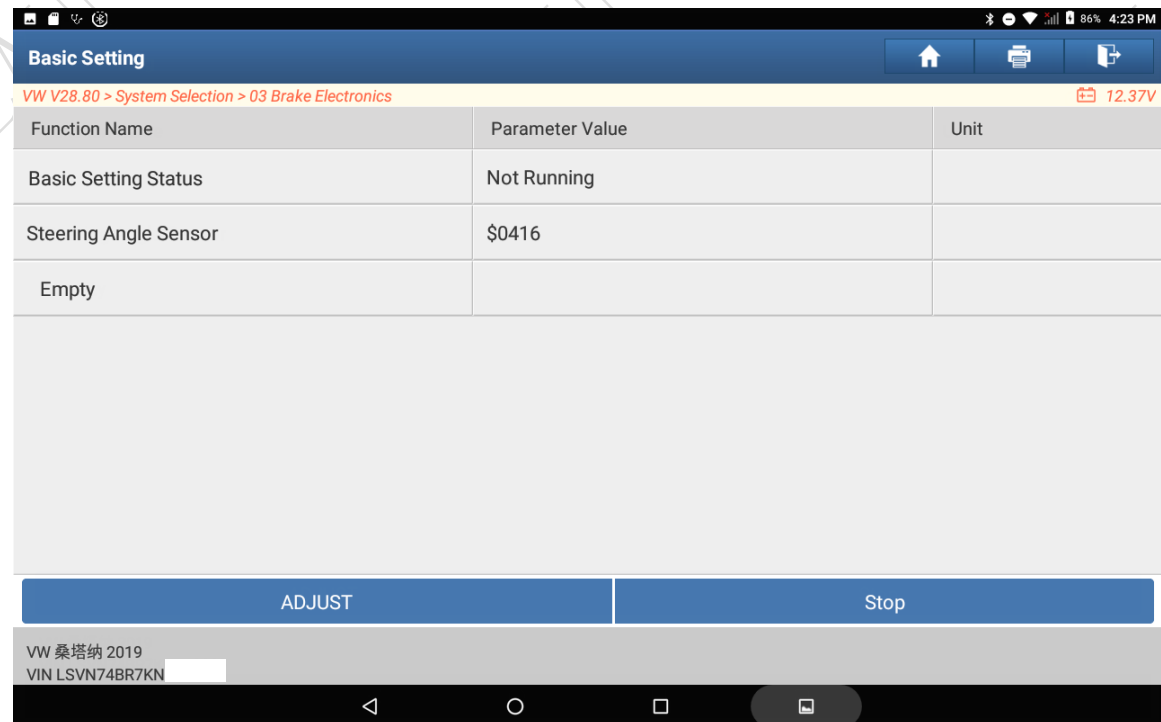 86% 4:23 PM
Basic Setting
VW V28.80 > System Selection > 03 Brake Electronics 12.37V
Function Name Parameter Value Unit
Basic Setting Status Not Running
Steering Angle Sensor $0416
Empty
ADJUST Stop
VW 桑塔纳 2019
VIN LSVN74BR7KN